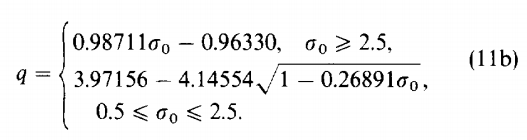 q = { 0.98711σ₀ − 0.96330, σ₀ ⩾ 2.5,
3.97156 − 4.14554√(1 − 0.26891σ₀), (11b)
0.5 ⩽ σ₀ ⩽ 2.5.